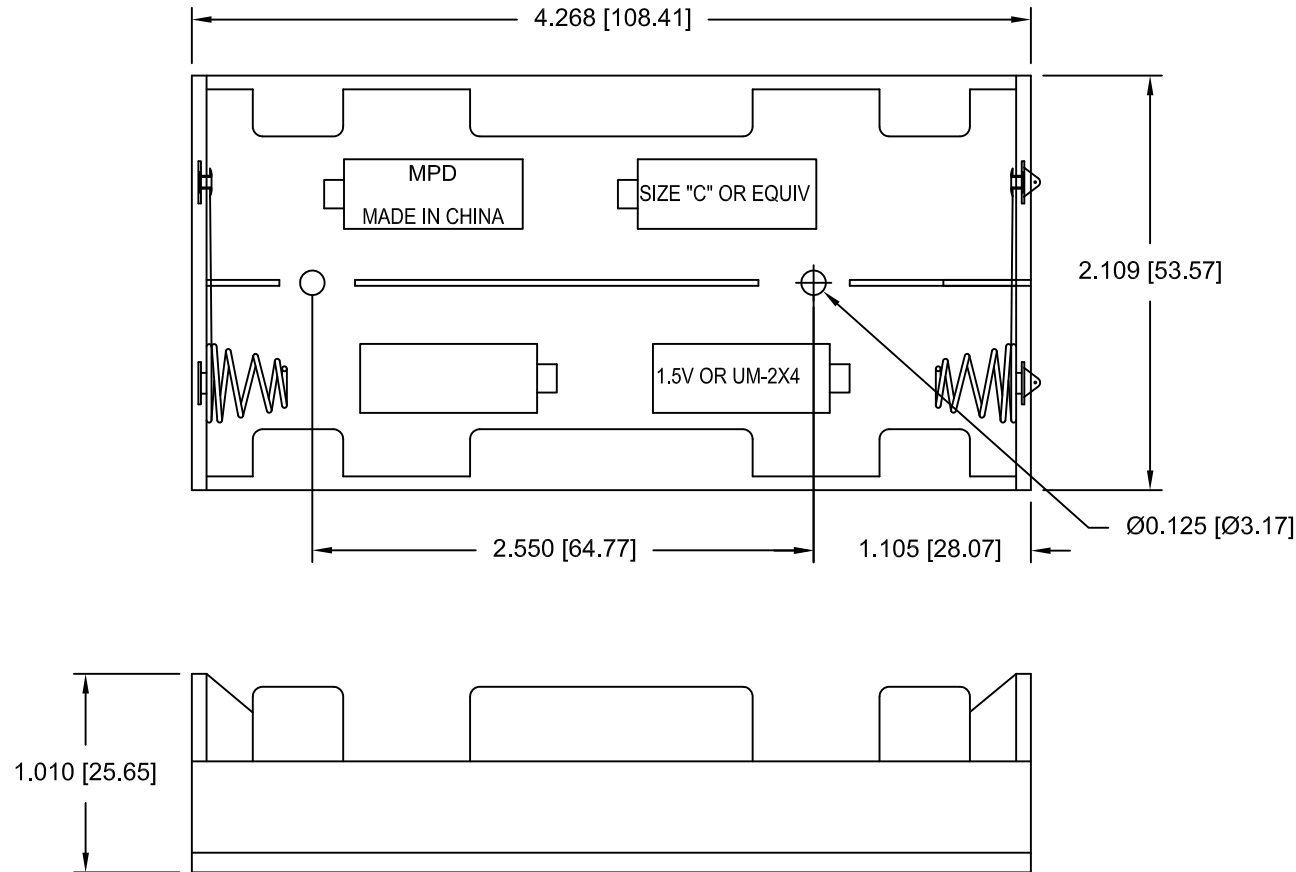 4.268 [108.41]
MPD
MADE IN CHINA
SIZE "C" OR EQUIV
2.109 [53.57]
1.5V OR UM-2X4
Ø0.125 [Ø3.17]
2.550 [64.77]
1.105 [28.07]
1.010 [25.65]